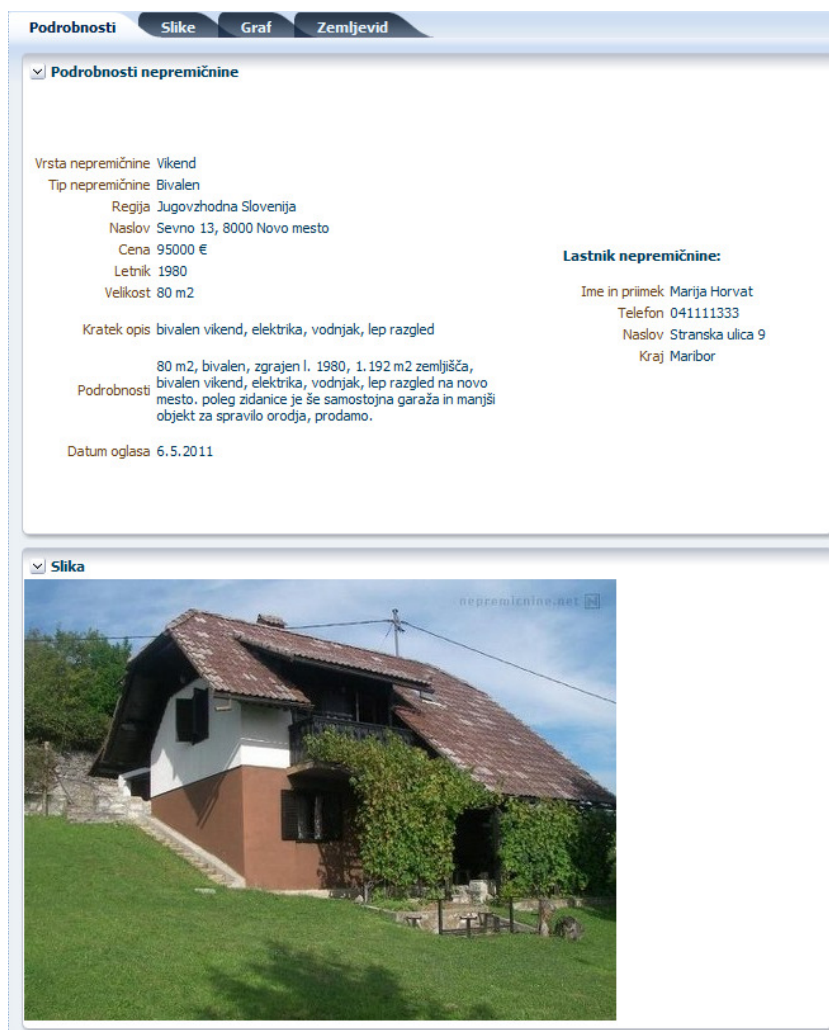 Podrobnosti Slike Graf Zemljevid
Podrobnosti nepremičnine
Vrsta nepremičnine Vikend
Tip nepremičnine Bivalen
Regija Jugovzhodna Slovenija
Naslov Sevno 13, 8000 Novo mesto
Cena 95000 €
Letnik 1980
Velikost 80 m2
Kratek opis bivalen vikend, elektrika, vodnjak, lep razgled
Podrobnosti 80 m2, bivalen, zgrajen l. 1980, 1.192 m2 zemljišča,
bivalen vikend, elektrika, vodnjak, lep razgled na novo
mesto. poleg zidanice je še samostojna garaža in manjši
objekt za spravilo orodja, prodamo.
Datum oglasa 6.5.2011
Lastnik nepremičnine:
Ime in priimek Marija Horvat
Telefon 041111333
Naslov Stranska ulica 9
Kraj Maribor
Slika
nepremicnine.net N